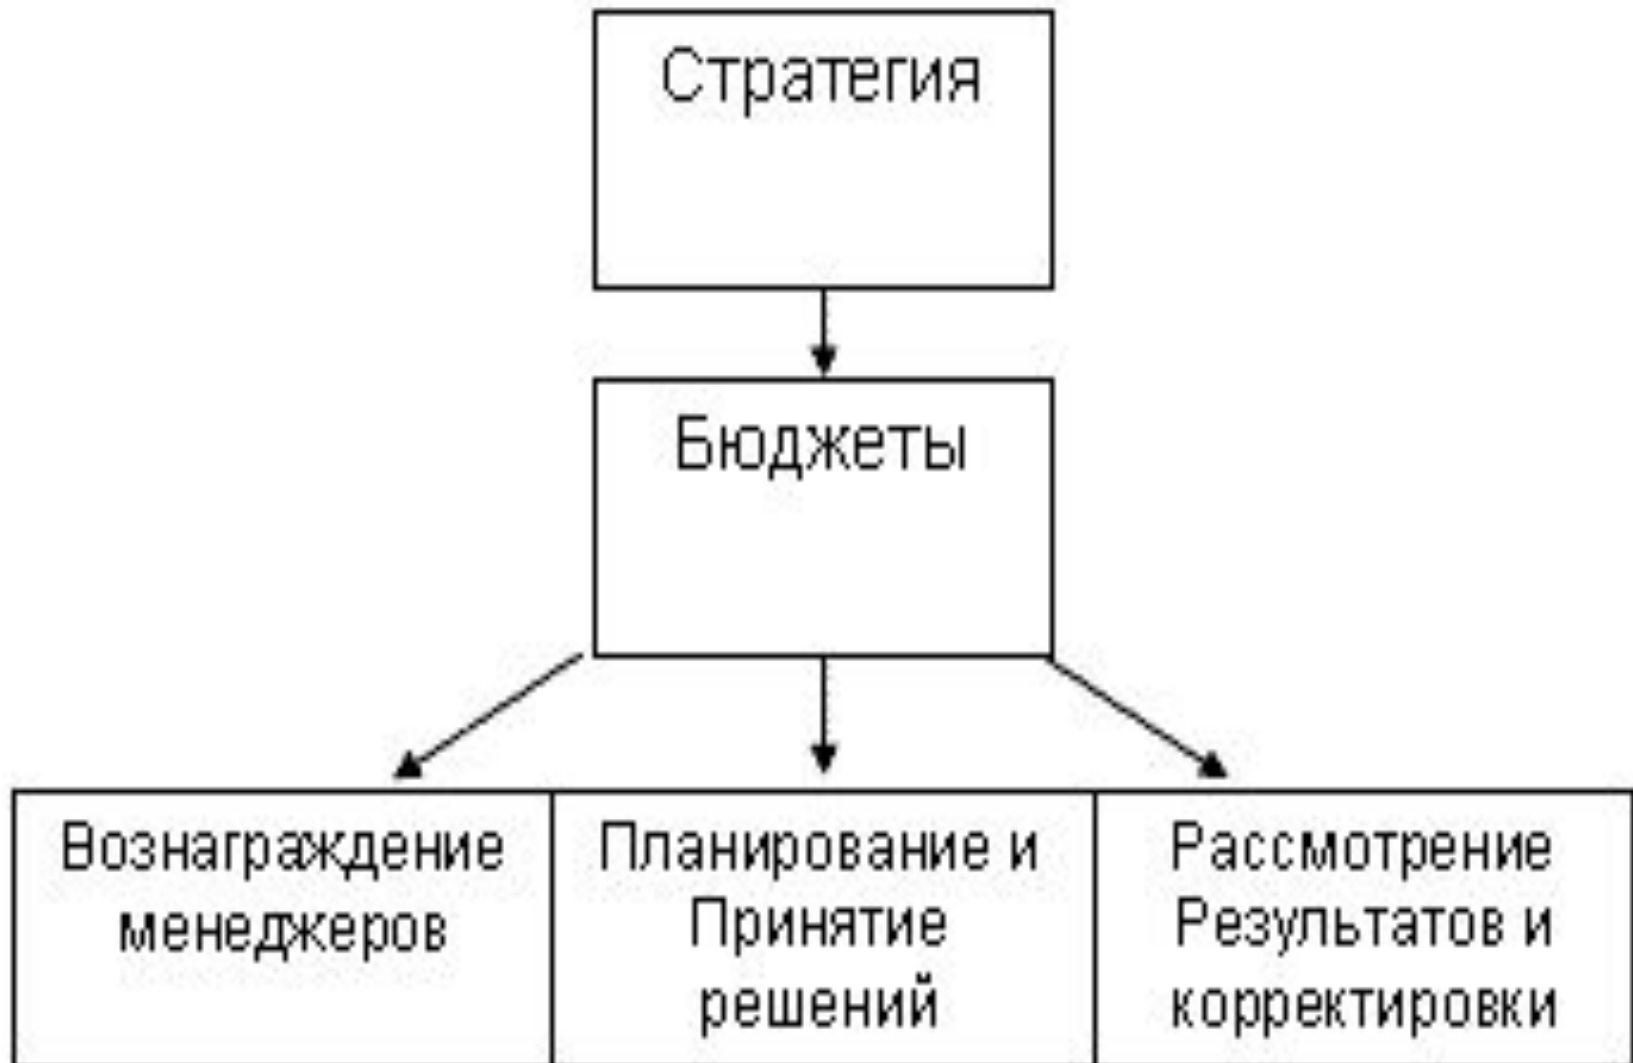 Стратегия
Бюджеты
Вознаграждение
менеджеров
Планирование и
Принятие
решений
Рассмотрение
Результатов и
корректировки